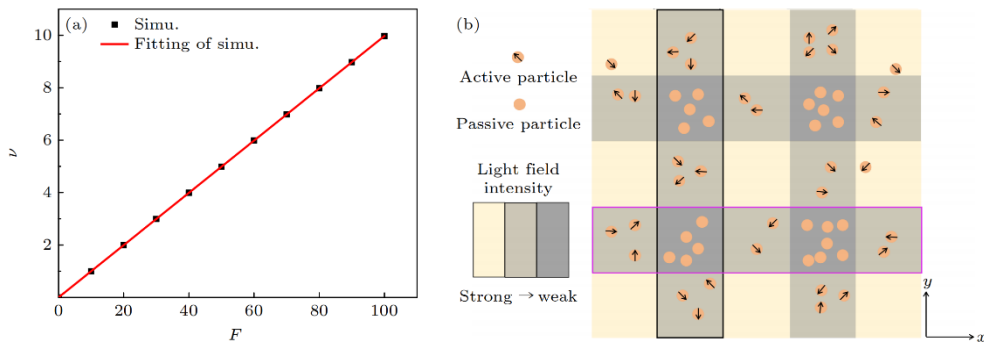 (a)
Simu.
Fitting of simu.
10
8
6
4
2
ν
0
20
40
60
80
100
F
(b)
Active particle
Passive particle
Light field
intensity
Strong → weak
y
x